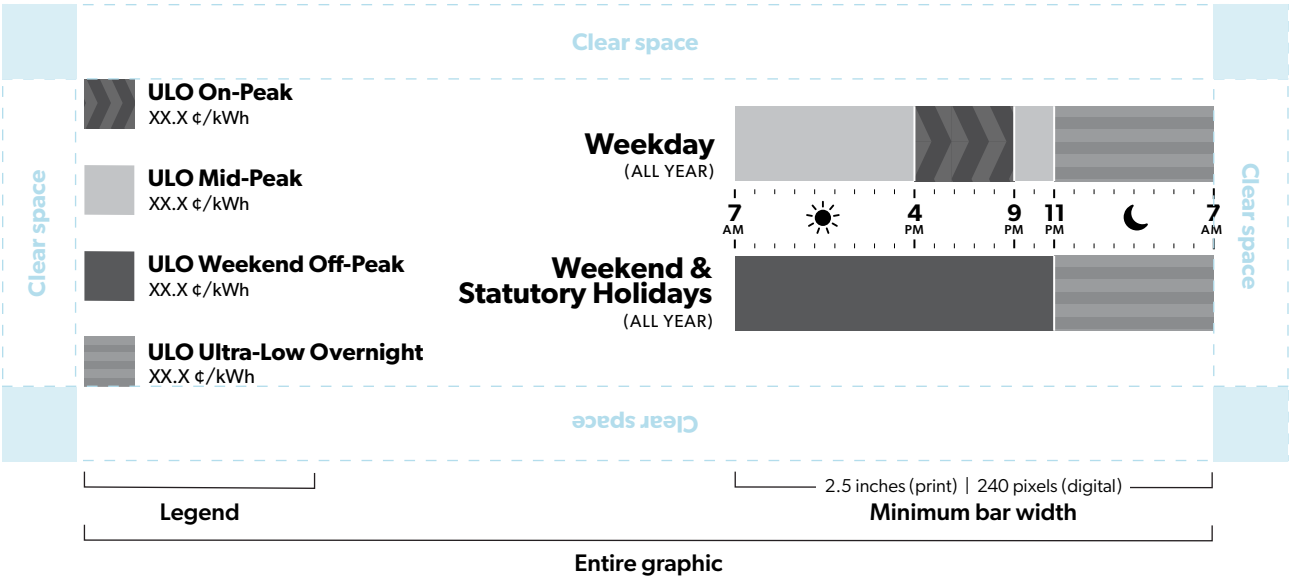 Clear space
Clear space
ULO On-Peak
XX.X ¢/kWh
ULO Mid-Peak
XX.X ¢/kWh
ULO Weekend Off-Peak
XX.X ¢/kWh
ULO Ultra-Low Overnight
XX.X ¢/kWh
Weekday
(ALL YEAR)
7 AM
4 PM
9 PM
11 PM
7 AM
Weekend &
Statutory Holidays
(ALL YEAR)
Clear space
Clear space
2.5 inches (print) | 240 pixels (digital)
Legend
Minimum bar width
Entire graphic